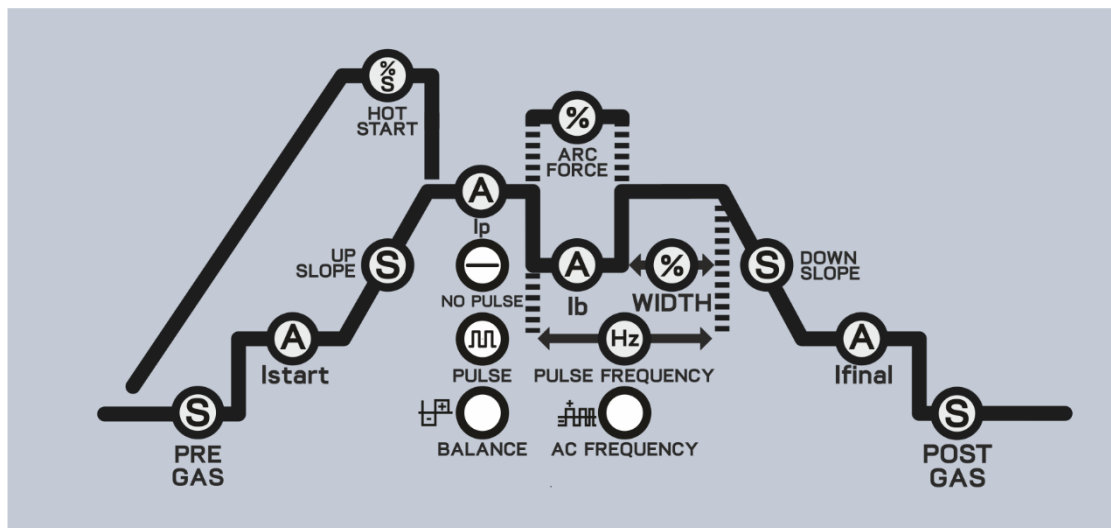 %
S
HOT
START
%
ARC
FORCE
A
Ip
UP
SLOPE
S
NO PULSE
A
Ib
%
WIDTH
S
DOWN
SLOPE
A
Istart
PULSE
Hz
PULSE FREQUENCY
A
Ifinal
S
PRE
GAS
- +
BALANCE
+
AC FREQUENCY
S
POST
GAS